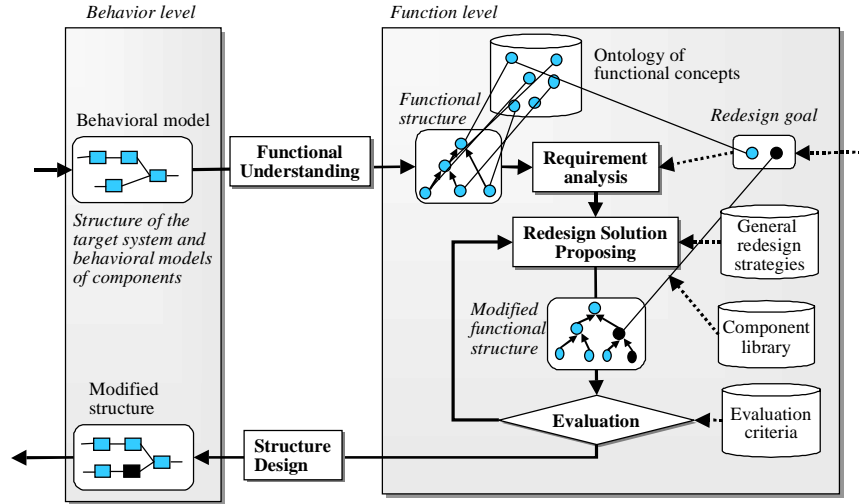 Behavior level
Function level
Ontology of
functional concepts
Behavioral model
Functional
structure
Redesign goal
Functional
Understanding
Requirement
analysis
Structure of the
target system and
behavioral models
of components
Redesign Solution
Proposing
General
redesign
strategies
Modified
functional
structure
Component
library
Modified
structure
Structure
Design
Evaluation
Evaluation
criteria